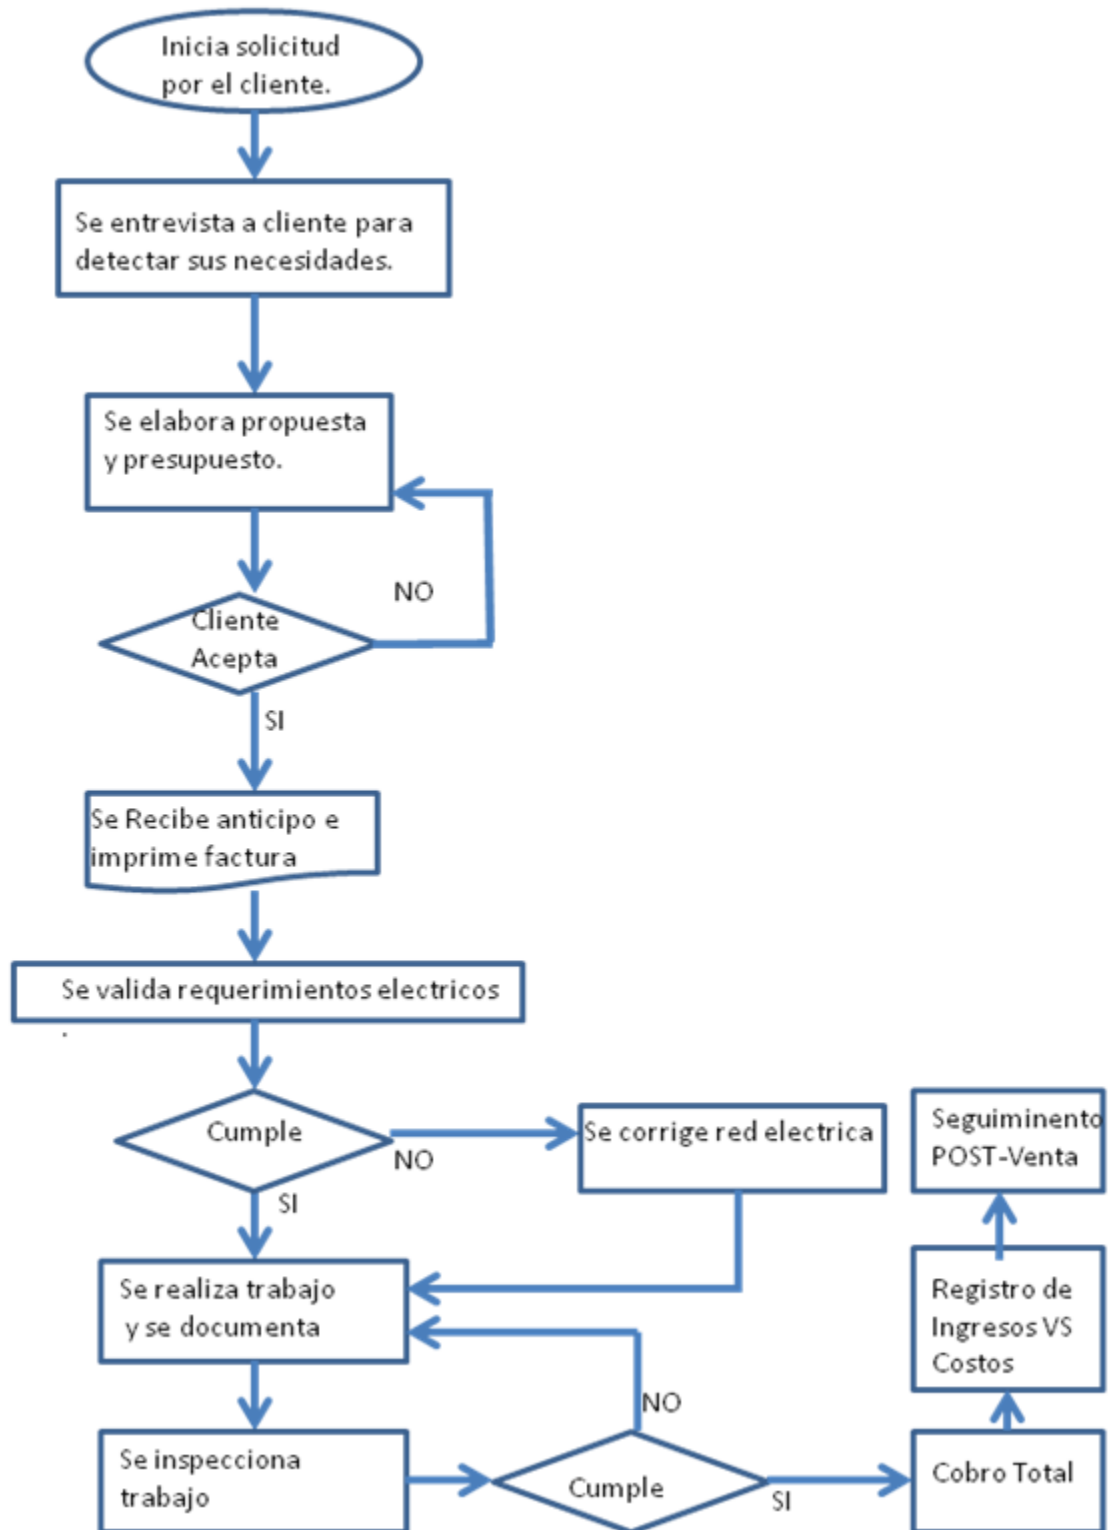 Inicia solicitud
por el cliente.
Se entrevista a cliente para
detectar sus necesidades.
Se elabora propuesta
y presupuesto.
NO
Cliente
Acepta
SI
Se Recibe anticipo e
imprime factura
Se valida requerimientos electricos
.
Cumple
NO
SI
Se corrige red electrica
Seguiminento
POST-Venta
Se realiza trabajo
y se documenta
Registro de
Ingresos VS
Costos
NO
Se inspecciona
trabajo
Cumple
SI
Cobro Total